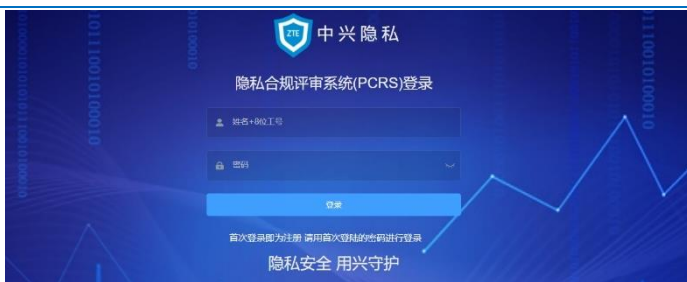 ZTE 中兴隐私
隐私合规评审系统(PCRS)登录
姓名+8位工号
密码
登录
首次登录即为注册 请用首次登陆的密码进行登录
隐私安全 用兴守护